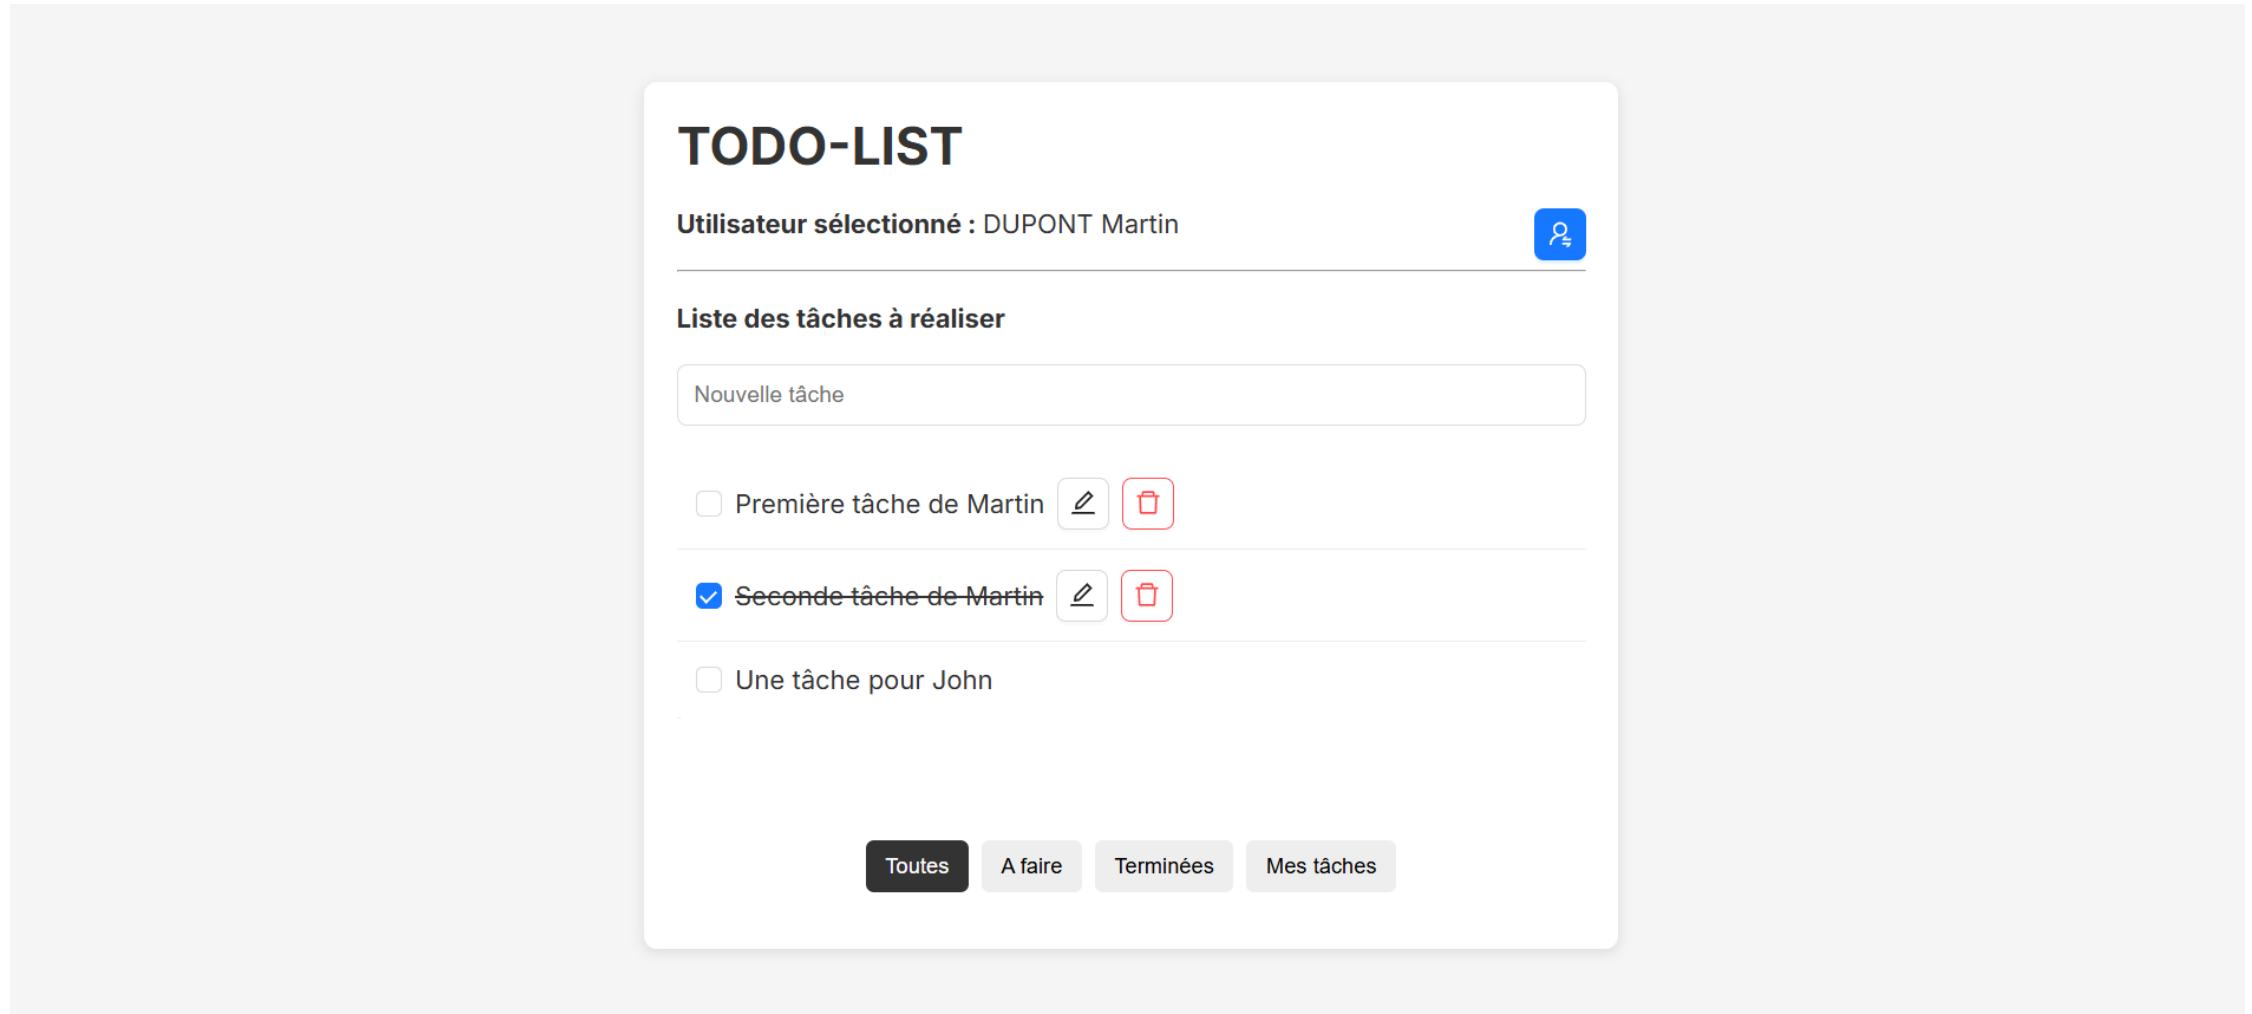 TODO-LIST
Utilisateur sélectionné : DUPONT Martin
Liste des tâches à réaliser
Nouvelle tâche
Première tâche de Martin
Seconde tâche de Martin
Une tâche pour John
Toutes A faire Terminées Mes tâches